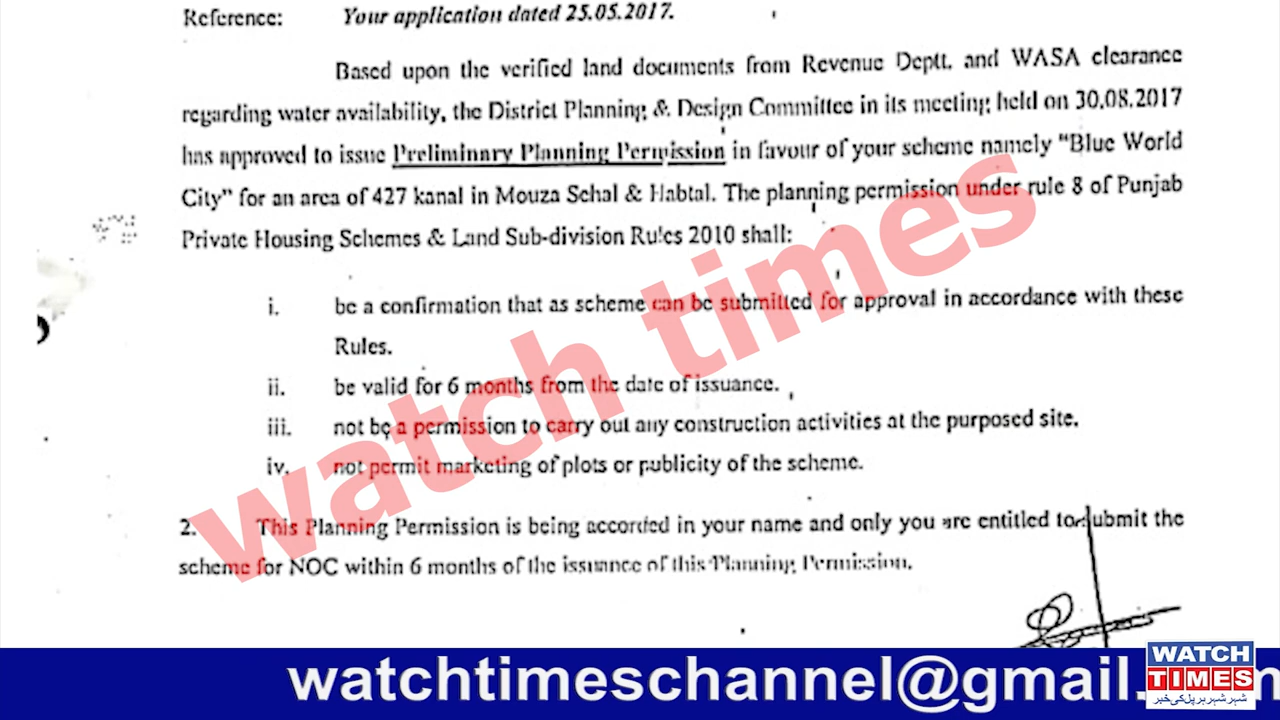 Reference: Your application dated 25.05.2017.
Based upon the verified land documents from Revenue Deptt. and WASA clearance
regarding water availability, the District Planning & Design Committee in its meeting held on 30.08.2017
has approved to issue Preliminary Planning Permission in favour of your scheme namely "Blue World
City" for an area of 427 kanal in Mouza Sehal & Habtal. The planning permission under rule 8 of Punjab
Private Housing Schemes & Land Sub-division Rules 2010 shall:
i. be a confirmation that as scheme can be submitted for approval in accordance with these
Rules.
ii. be valid for 6 months from the date of issuance.
iii. not be a permission to carry out any construction activities at the purposed site.
iv. not permit marketing of plots or publicity of the scheme.
2. This Planning Permission is being accorded in your name and only you are entitled to submit the
scheme for NOC within 6 months of the issuance of this Planning Permission.
watch times
watchtimeschannel@gmail.
WATCH
TIMES
شہر شہر ہر پل کی خبر